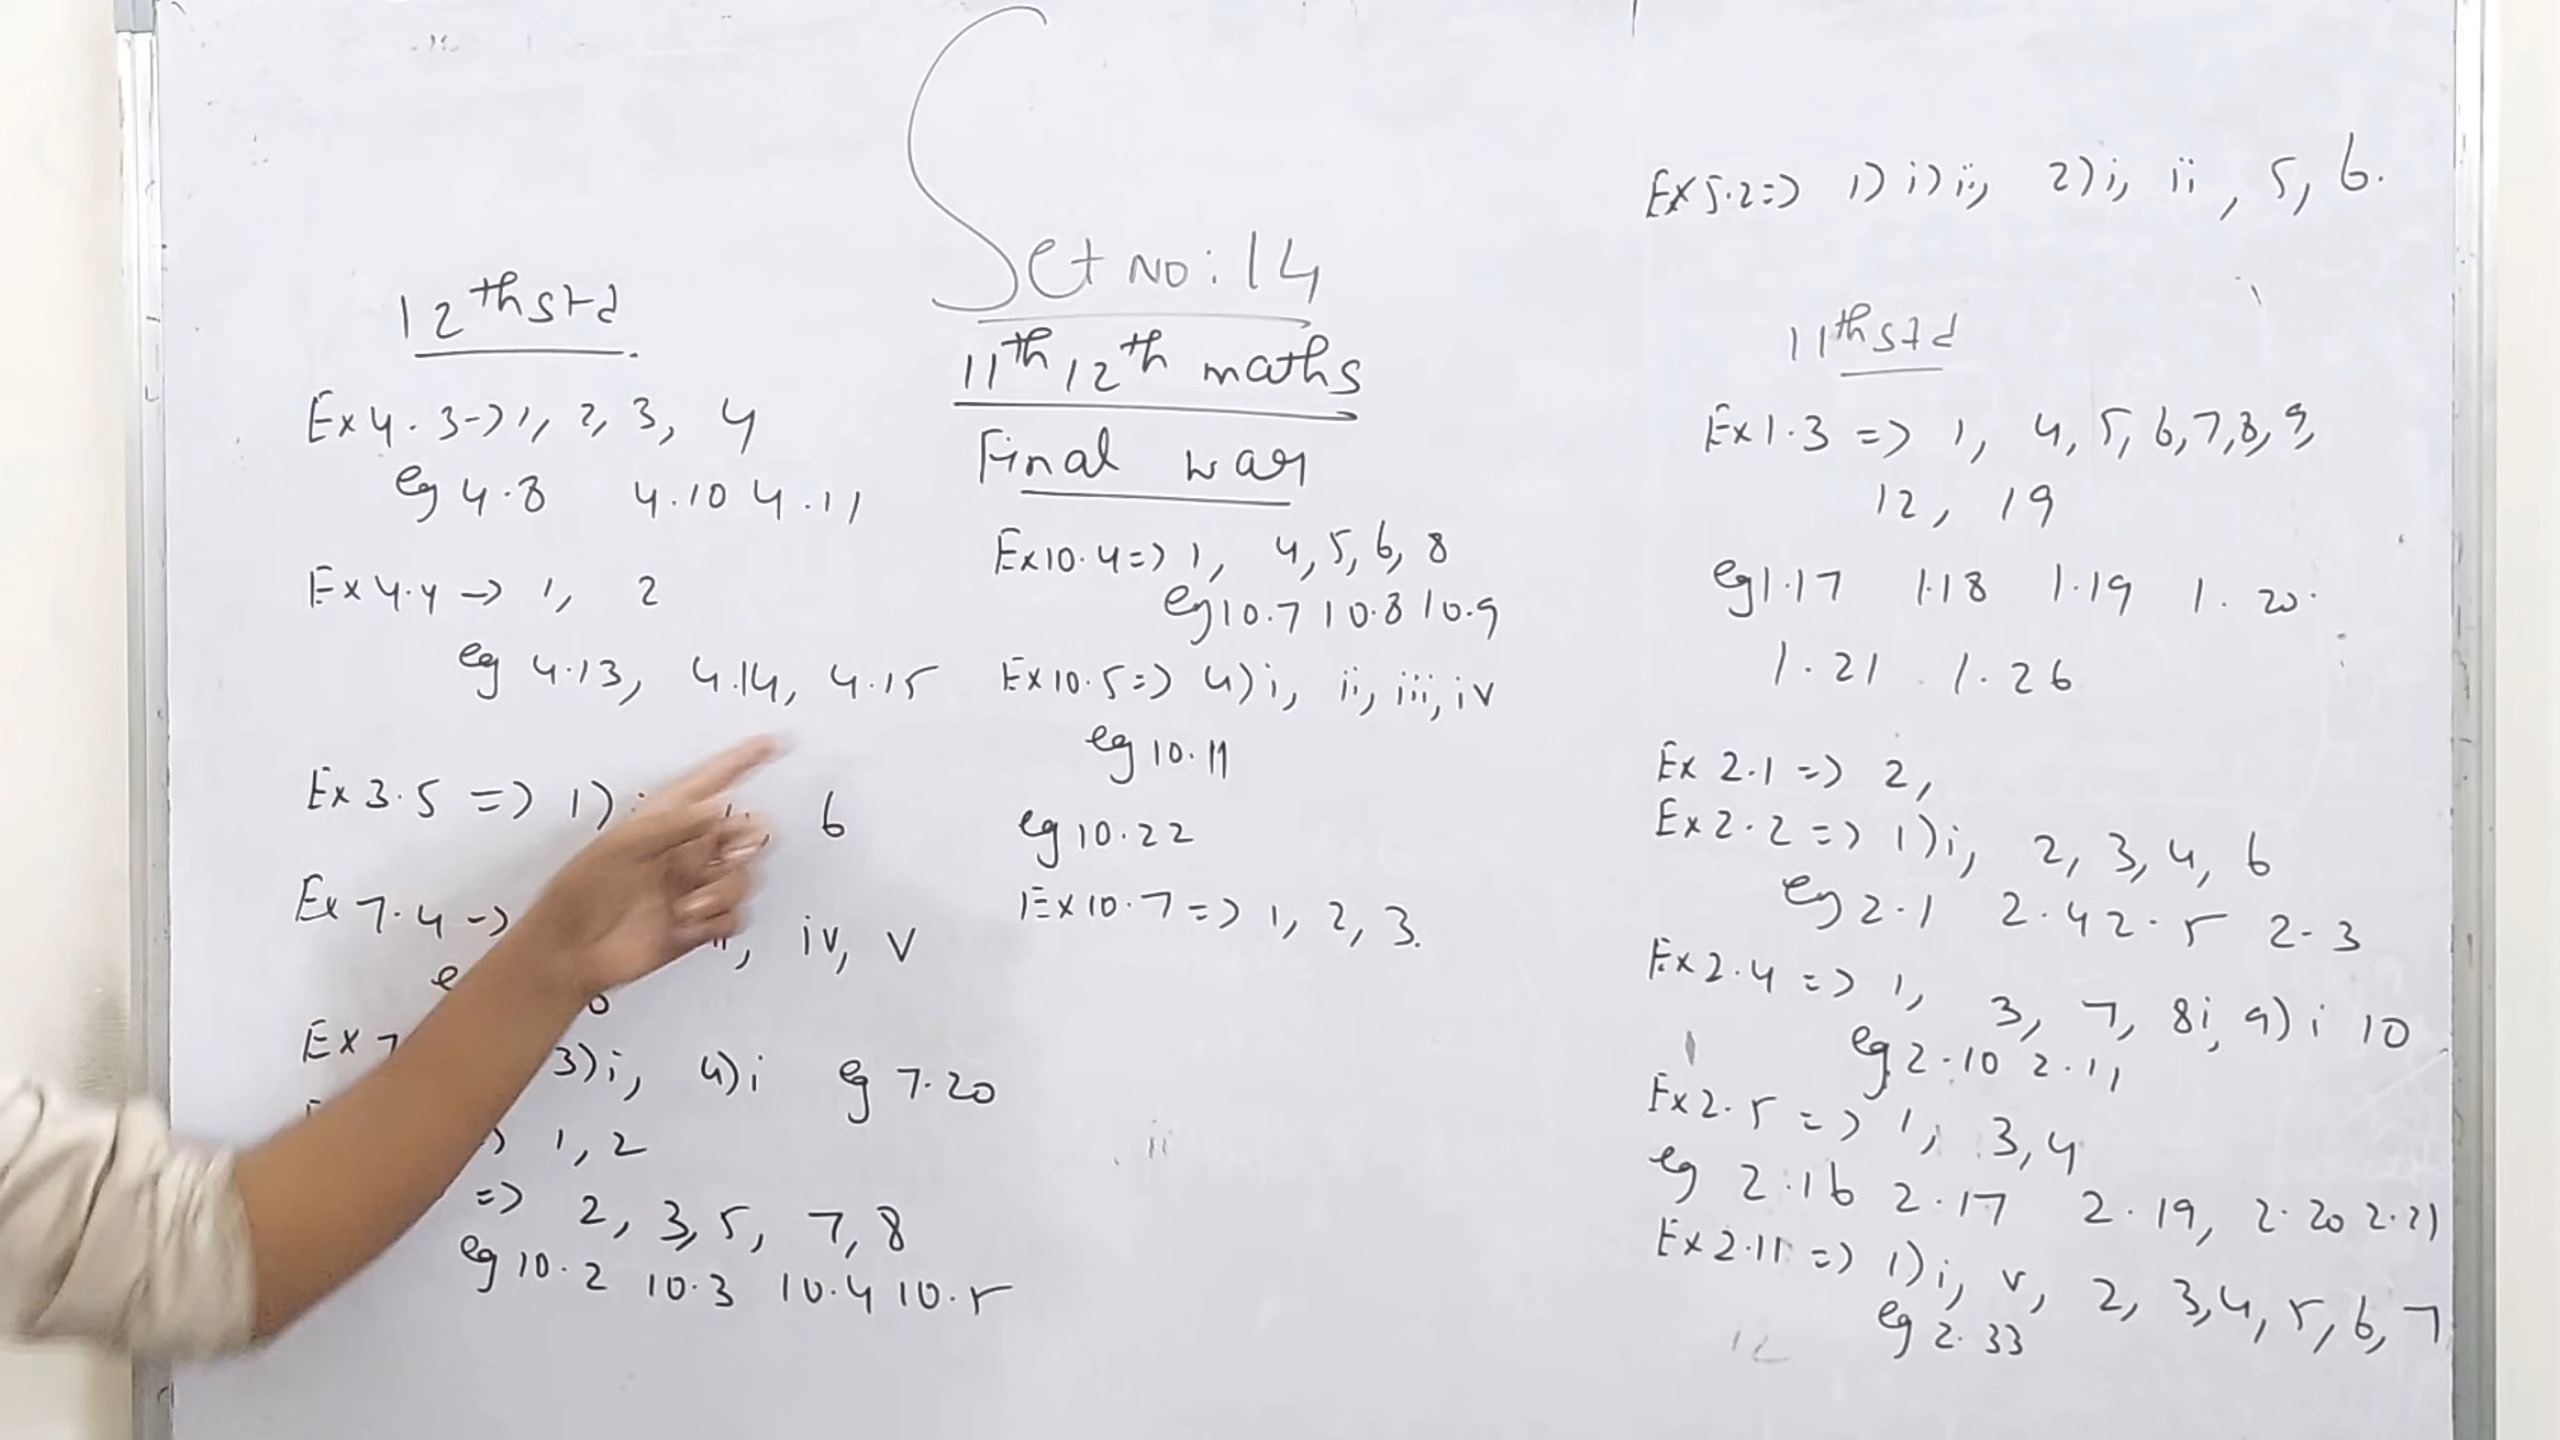 Set NO: 14
11th 12th maths
Final war
12th std
Ex 4.3-> 1, 2, 3, 4
eg 4.8 4.10 4.11
Ex 4.4 -> 1, 2
eg 4.13, 4.14, 4.15
Ex 3.5 => 1) 6
Ex 7.4 -> iv, v
Ex 7 3)i, 4)i eg 7.20
1, 2
=> 2, 3, 5, 7, 8
eg 10.2 10.3 10.4 10.5
Ex 10.4 => 1, 4, 5, 6, 8
eg 10.7 10.8 10.9
Ex 10.5 => 4) i, ii, iii, iv
eg 10.11
eg 10.22
Ex 10.7 => 1, 2, 3.
Ex 5.2 => 1) i) ii, 2) i, ii, 5, 6.
11th std
Ex 1.3 => 1, 4, 5, 6, 7, 8, 9,
12, 19
eg 1.17 1.18 1.19 1.20.
1.21 1.26
Ex 2.1 => 2,
Ex 2.2 => 1) i, 2, 3, 4, 6
eg 2.1 2.4 2.5 2.3
Ex 2.4 => 1, 3, 7, 8i, 9) i 10
eg 2.10 2.11
Ex 2.5 => 1, 3, 4
eg 2.16 2.17 2.19, 2.20 2.21
Ex 2.11 => 1) i, v, 2, 3, 4, 5, 6, 7
eg 2.33